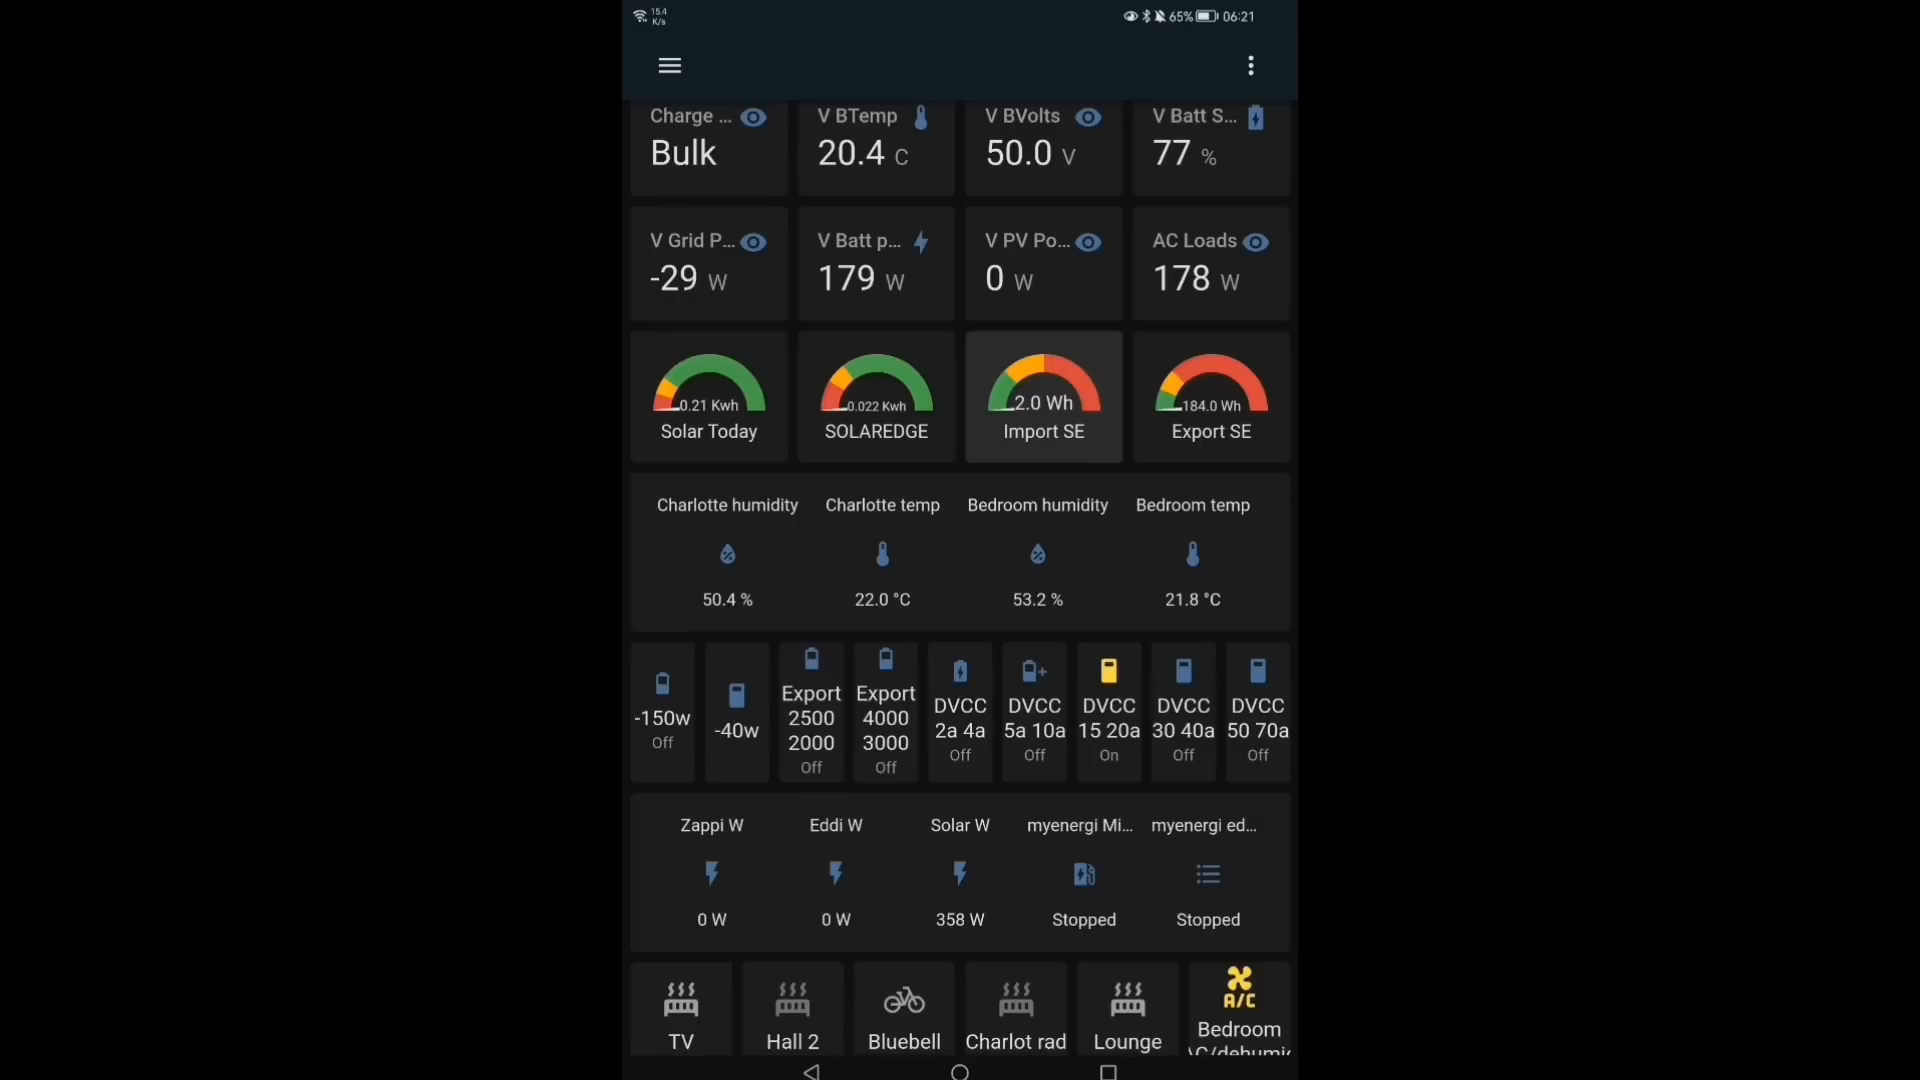 15.4
K/s
65%
06:21
Charge ...
V BTemp
V BVolts
V Batt S...
Bulk
20.4 C
50.0 V
77 %
V Grid P...
V Batt p...
V PV Po...
AC Loads
-29 W
179 W
0 W
178 W
0.21 Kwh
0.022 Kwh
2.0 Wh
184.0 Wh
Solar Today
SOLAREDGE
Import SE
Export SE
Charlotte humidity
Charlotte temp
Bedroom humidity
Bedroom temp
50.4 %
22.0 °C
53.2 %
21.8 °C
-150w
Off
-40w
Export
2500
2000
Off
Export
4000
3000
Off
DVCC
2a 4a
Off
DVCC
5a 10a
Off
DVCC
15 20a
On
DVCC
30 40a
Off
DVCC
50 70a
Off
Zappi W
Eddi W
Solar W
myenergi Mi...
myenergi ed...
0 W
0 W
358 W
Stopped
Stopped
TV
Hall 2
Bluebell
Charlot rad
Lounge
A/C
Bedroom